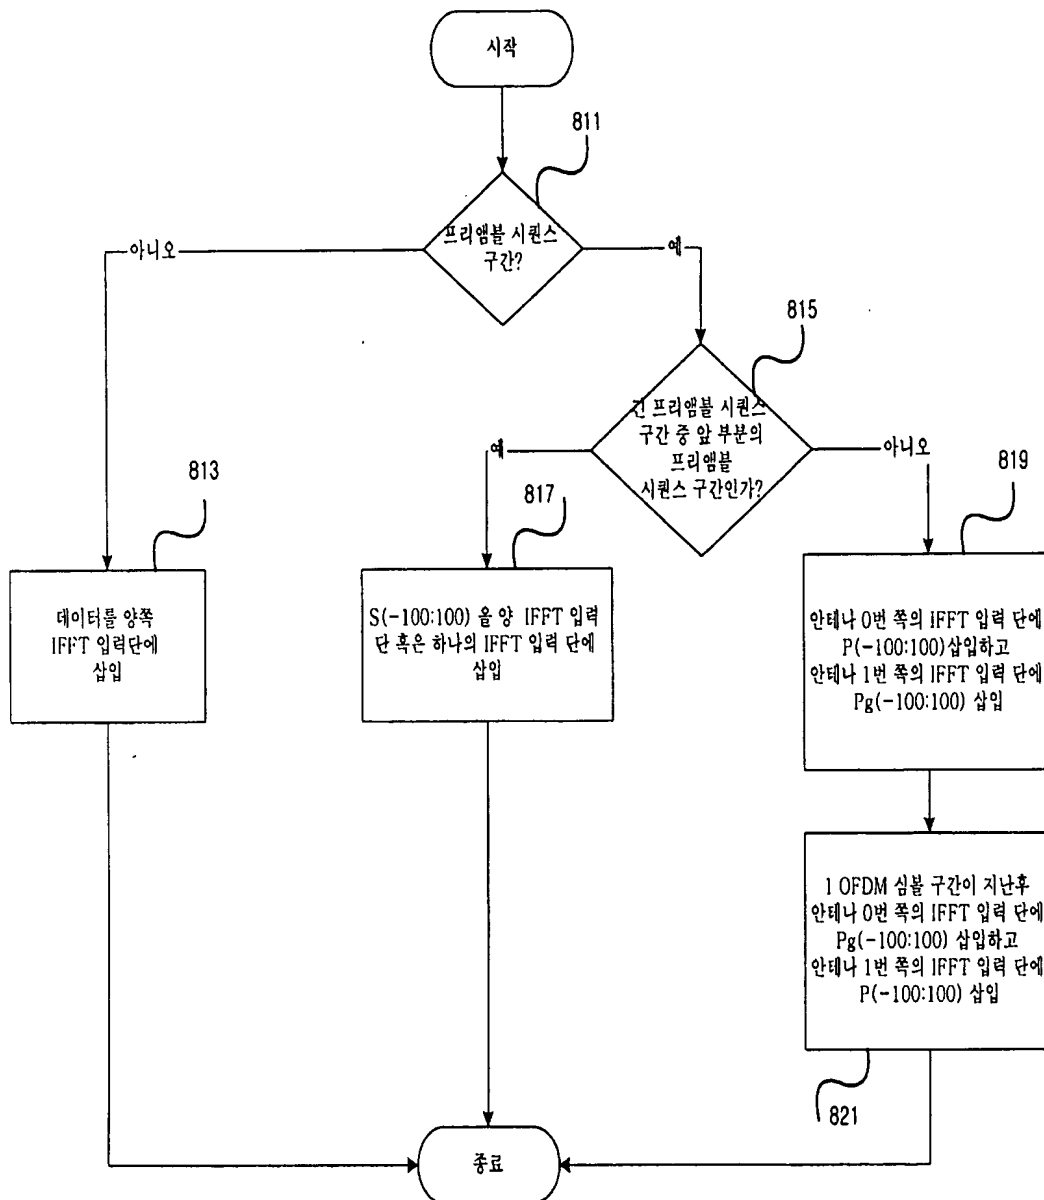 시작
811
프리앰블 시퀀스
구간?
아니오
예
815
긴 프리앰블 시퀀스
구간 중 앞 부분의
프리앰블
시퀀스 구간인가?
예
아니오
813
817
819
데이터를 양쪽
IFFT 입력단에
삽입
S(-100:100) 을 양 IFFT 입력
단 혹은 하나의 IFFT 입력 단에
삽입
안테나 0번 쪽의 IFFT 입력 단에
P(-100:100)삽입하고
안테나 1번 쪽의 IFFT 입력 단에
Pg(-100:100) 삽입
1 OFDM 심볼 구간이 지난후
안테나 0번 쪽의 IFFT 입력 단에
Pg(-100:100) 삽입하고
안테나 1번 쪽의 IFFT 입력 단에
P(-100:100) 삽입
821
종료